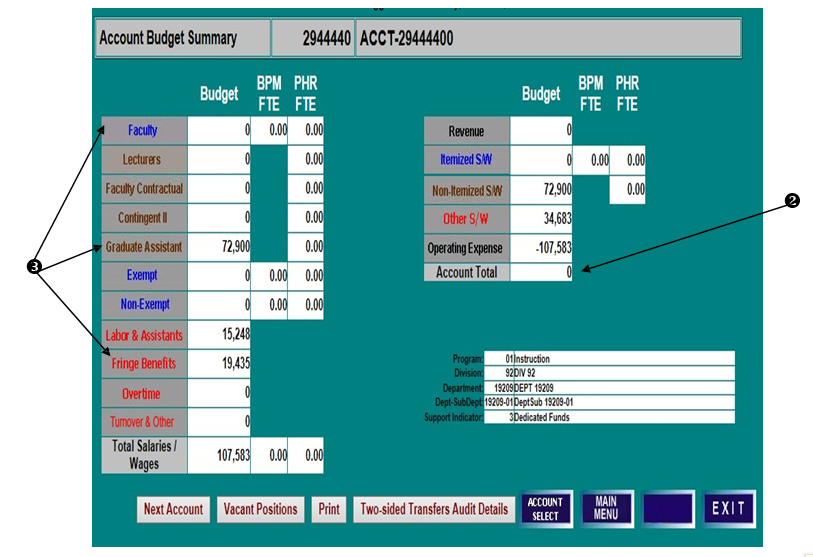 Account Budget Summary 2944440 ACCT-29444400
Budget BPM FTE PHR FTE
Faculty 0 0.00 0.00
Lecturers 0 0.00
Faculty Contractual 0 0.00
Contingent II 0 0.00
Graduate Assistant 72,900 0.00
Exempt 0 0.00 0.00
Non-Exempt 0 0.00 0.00
Labor & Assistants 15,248
Fringe Benefits 19,435
Overtime 0
Turnover & Other 0
Total Salaries / Wages 107,583 0.00 0.00
❸
Budget BPM FTE PHR FTE
Revenue 0
Itemized S/W 0 0.00 0.00
Non-Itemized S/W 72,900 0.00
Other S/W 34,683
Operating Expense -107,583
Account Total 0
❷
Program: 01 Instruction
Division: 92 DIV 92
Department: 19209 DEPT 19209
Dept-SubDept: 19209-01 DeptSub 19209-01
Support Indicator: 3 Dedicated Funds
Next Account Vacant Positions Print Two-sided Transfers Audit Details ACCOUNT SELECT MAIN MENU EXIT